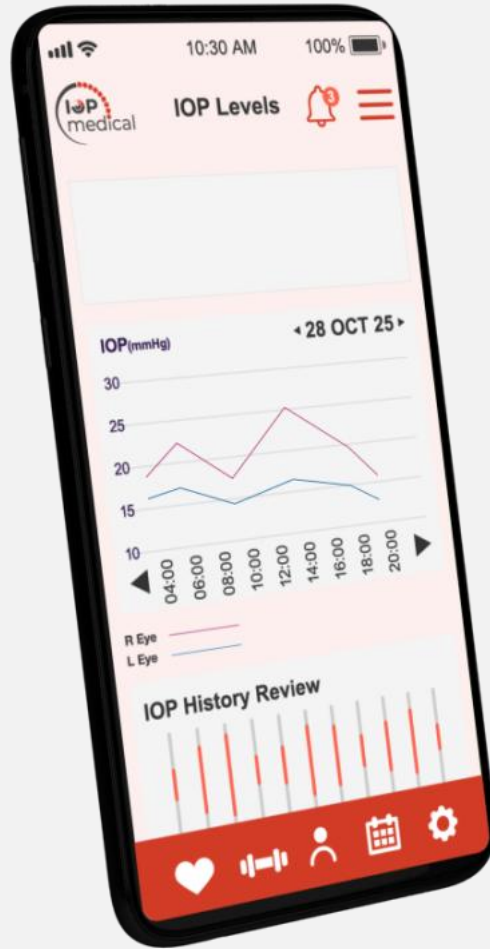 10:30 AM
100%
IOP
medical
IOP Levels
3
IOP(mmHg)
28 OCT 25
30
25
20
15
10
04:00
06:00
08:00
10:00
12:00
14:00
16:00
18:00
20:00
R Eye
L Eye
IOP History Review